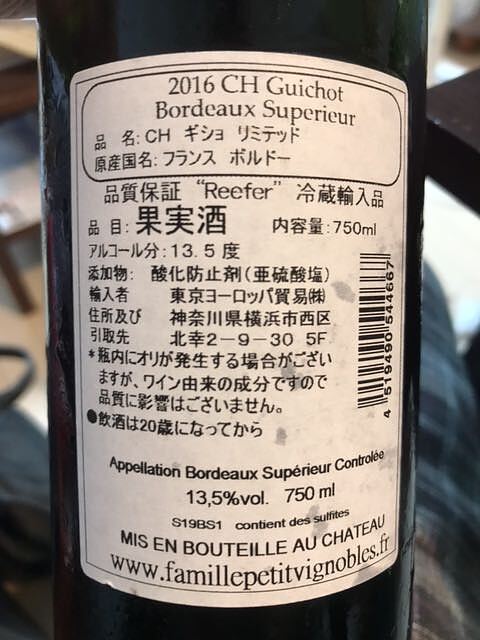 2016 CH Guichot
Bordeaux Superieur
品　名:CH ギショ リミテッド
原産国名:フランス ボルドー
品質保証 “Reefer” 冷蔵輸入品
品目:果実酒　内容量:750ml
アルコール分:13.5度
添加物: 酸化防止剤(亜硫酸塩)
輸入者　東京ヨーロッパ貿易㈱
住所及び　神奈川県横浜市西区
引取先　北幸2-9-30 5F
*瓶内にオリが発生する場合がござい
ますが、ワイン由来の成分ですので
品質に影響はございません。
●飲酒は20歳になってから
4 519490 544667
Appellation Bordeaux Supérieur Controlée
13,5%vol. 750 ml
S19BS1 contient des sulfites
MIS EN BOUTEILLE AU CHATEAU
www.famillepetitvignobles.fr